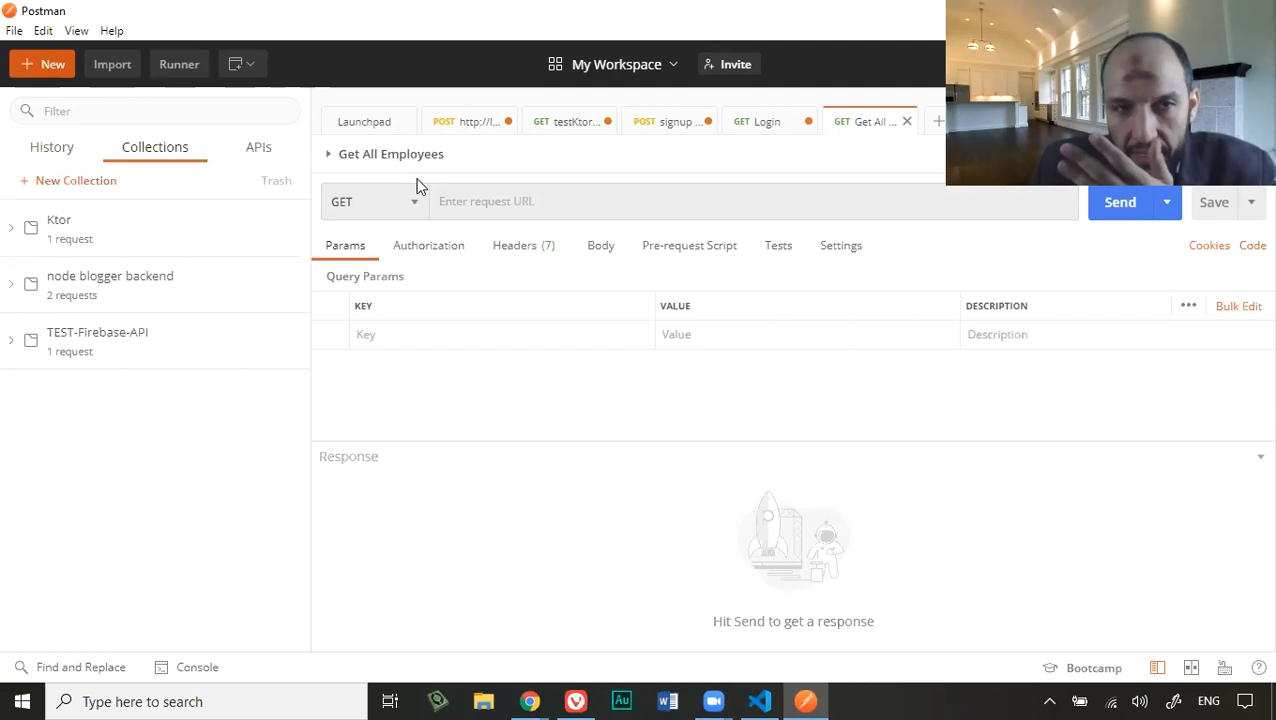 Postman
File Edit View Help
+ New Import Runner My Workspace Invite
Filter
Launchpad POST http://l... GET testKtor... POST signup ... GET Login GET Get All ...
History Collections APIs
Get All Employees
+ New Collection Trash
GET Enter request URL Send Save
Ktor
1 request
Params Authorization Headers (7) Body Pre-request Script Tests Settings Cookies Code
node blogger backend
2 requests
Query Params
KEY VALUE DESCRIPTION ••• Bulk Edit
Key Value Description
TEST-Firebase-API
1 request
Response
Hit Send to get a response
Find and Replace Console Bootcamp
Type here to search Au W ENG